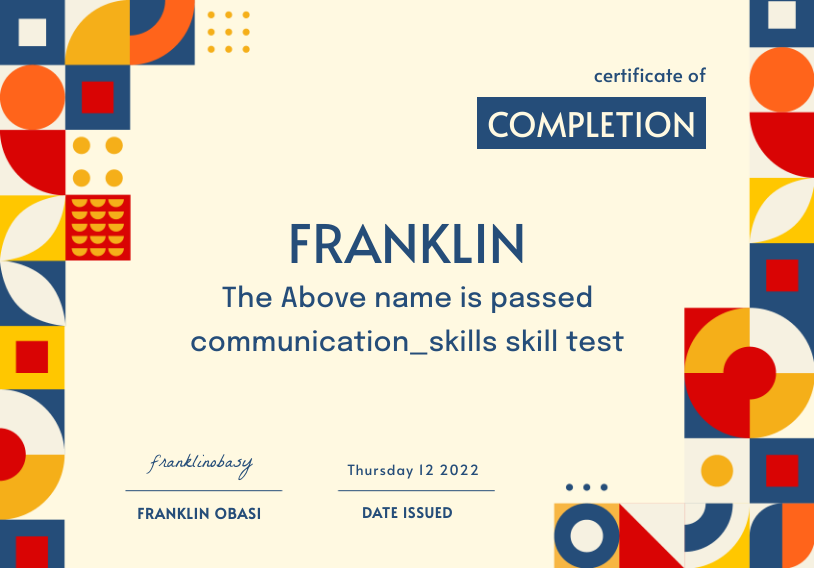 certificate of
COMPLETION
FRANKLIN
The Above name is passed
communication_skills skill test
franklinobasy
Thursday 12 2022
FRANKLIN OBASI
DATE ISSUED